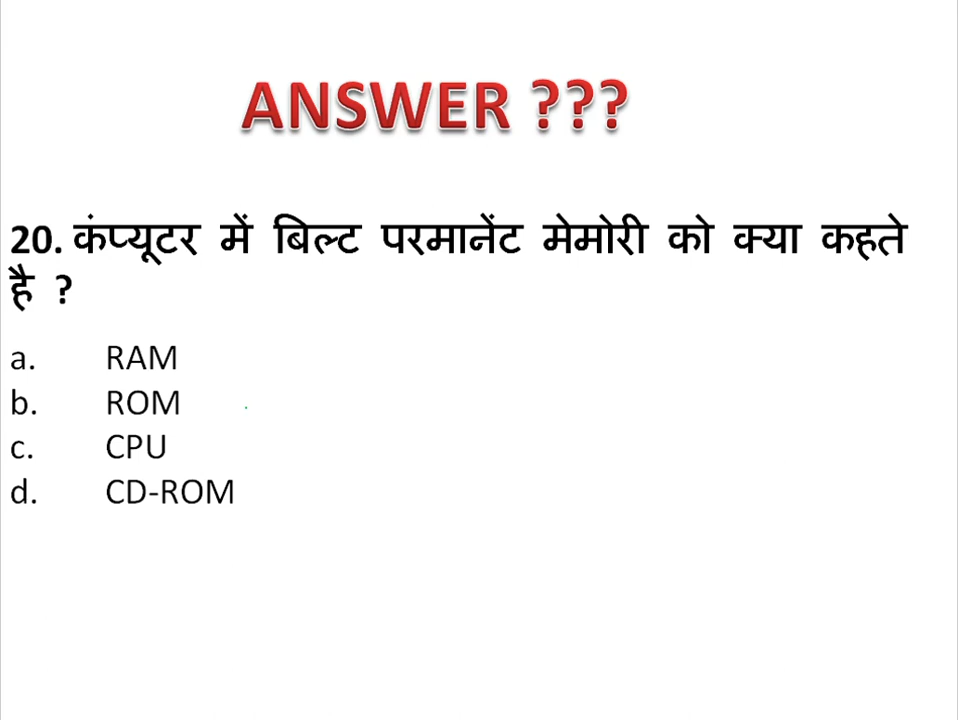 ANSWER ???
20. कंप्यूटर में बिल्ट परमानेंट मेमोरी को क्या कहते
है ?
a. RAM
b. ROM
c. CPU
d. CD-ROM